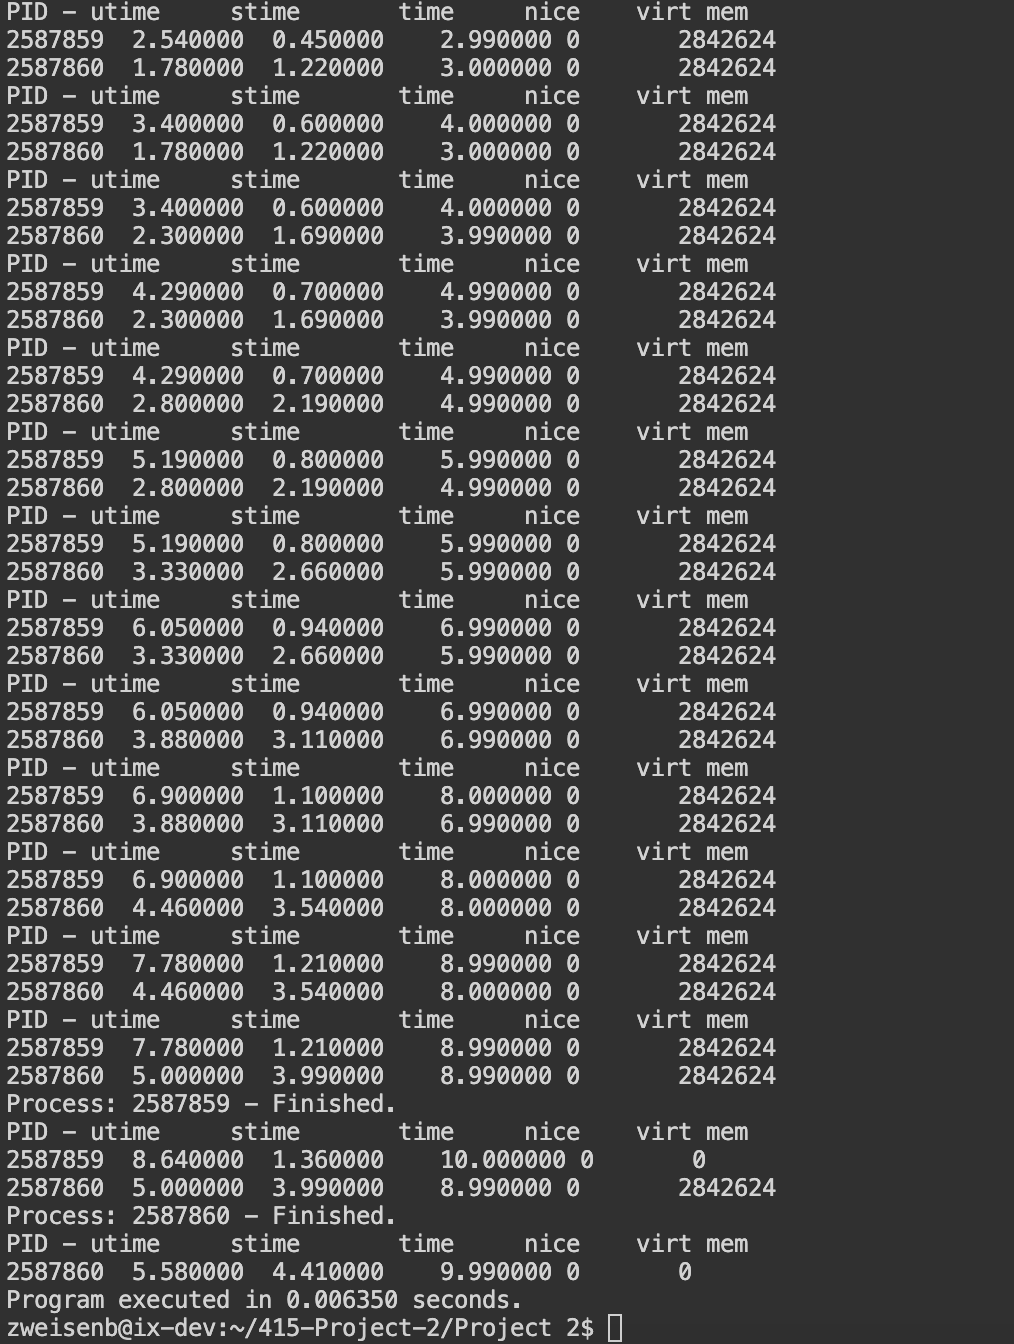 PID - utime     stime       time     nice    virt mem
2587859  2.540000  0.450000    2.990000 0       2842624
2587860  1.780000  1.220000    3.000000 0       2842624
PID - utime     stime       time     nice    virt mem
2587859  3.400000  0.600000    4.000000 0       2842624
2587860  1.780000  1.220000    3.000000 0       2842624
PID - utime     stime       time     nice    virt mem
2587859  3.400000  0.600000    4.000000 0       2842624
2587860  2.300000  1.690000    3.990000 0       2842624
PID - utime     stime       time     nice    virt mem
2587859  4.290000  0.700000    4.990000 0       2842624
2587860  2.300000  1.690000    3.990000 0       2842624
PID - utime     stime       time     nice    virt mem
2587859  4.290000  0.700000    4.990000 0       2842624
2587860  2.800000  2.190000    4.990000 0       2842624
PID - utime     stime       time     nice    virt mem
2587859  5.190000  0.800000    5.990000 0       2842624
2587860  2.800000  2.190000    4.990000 0       2842624
PID - utime     stime       time     nice    virt mem
2587859  5.190000  0.800000    5.990000 0       2842624
2587860  3.330000  2.660000    5.990000 0       2842624
PID - utime     stime       time     nice    virt mem
2587859  6.050000  0.940000    6.990000 0       2842624
2587860  3.330000  2.660000    5.990000 0       2842624
PID - utime     stime       time     nice    virt mem
2587859  6.050000  0.940000    6.990000 0       2842624
2587860  3.880000  3.110000    6.990000 0       2842624
PID - utime     stime       time     nice    virt mem
2587859  6.900000  1.100000    8.000000 0       2842624
2587860  3.880000  3.110000    6.990000 0       2842624
PID - utime     stime       time     nice    virt mem
2587859  6.900000  1.100000    8.000000 0       2842624
2587860  4.460000  3.540000    8.000000 0       2842624
PID - utime     stime       time     nice    virt mem
2587859  7.780000  1.210000    8.990000 0       2842624
2587860  4.460000  3.540000    8.000000 0       2842624
PID - utime     stime       time     nice    virt mem
2587859  7.780000  1.210000    8.990000 0       2842624
2587860  5.000000  3.990000    8.990000 0       2842624
Process: 2587859 - Finished.
PID - utime     stime       time     nice    virt mem
2587859  8.640000  1.360000    10.000000 0       0
2587860  5.000000  3.990000    8.990000 0       2842624
Process: 2587860 - Finished.
PID - utime     stime       time     nice    virt mem
2587860  5.580000  4.410000    9.990000 0       0
Program executed in 0.006350 seconds.
zweisenb@ix-dev:~/415-Project-2/Project 2$